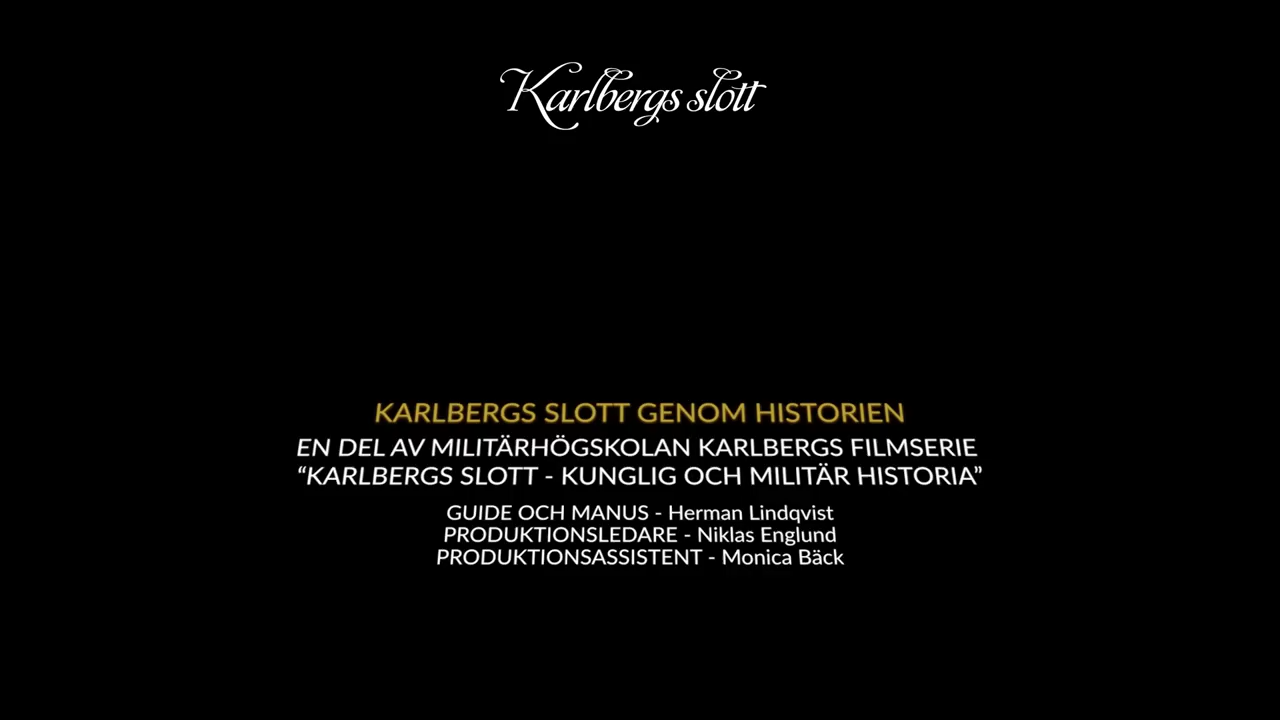 Karlbergs slott
KARLBERGS SLOTT GENOM HISTORIEN
EN DEL AV MILITÄRHÖGSKOLAN KARLBERGS FILMSERIE
“KARLBERGS SLOTT - KUNGLIG OCH MILITÄR HISTORIA”
GUIDE OCH MANUS - Herman Lindqvist
PRODUKTIONSLEDARE - Niklas Englund
PRODUKTIONSASSISTENT - Monica Bäck